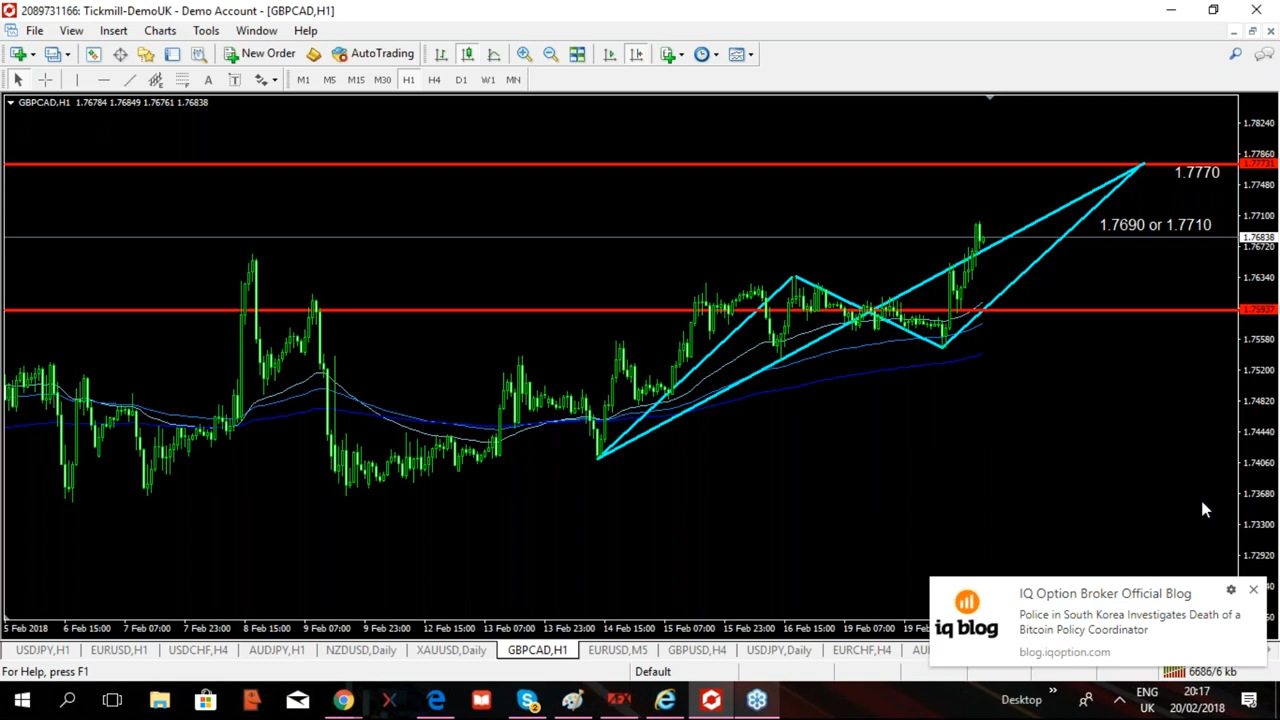 2089731166: Tickmill-DemoUK - Demo Account - [GBPCAD,H1]
File View Insert Charts Tools Window Help
New Order AutoTrading
A T M1 M5 M15 M30 H1 H4 D1 W1 MN
GBPCAD,H1 1.76784 1.76849 1.76761 1.76838
1.78240
1.77860
1.77731
1.7770
1.77480
1.77100
1.7690 or 1.7710
1.76838
1.76720
1.76340
1.75937
1.75580
1.75200
1.74820
1.74440
1.74060
1.73680
1.73300
1.72920
IQ Option Broker Official Blog
Police in South Korea Investigates Death of a
Bitcoin Policy Coordinator
iq blog
blog.iqoption.com
5 Feb 2018 6 Feb 15:00 7 Feb 07:00 7 Feb 23:00 8 Feb 15:00 9 Feb 07:00 9 Feb 23:00 12 Feb 15:00 13 Feb 07:00 13 Feb 23:00 14 Feb 15:00 15 Feb 07:00 15 Feb 23:00 16 Feb 15:00 19 Feb 07:00 19 Feb
USDJPY,H1 EURUSD,H1 USDCHF,H4 AUDJPY,H1 NZDUSD,Daily XAUUSD,Daily GBPCAD,H1 EURUSD,M5 GBPUSD,H4 USDJPY,Daily EURCHF,H4
For Help, press F1 Default 6686/6 kb
Desktop ENG 20:17
UK 20/02/2018